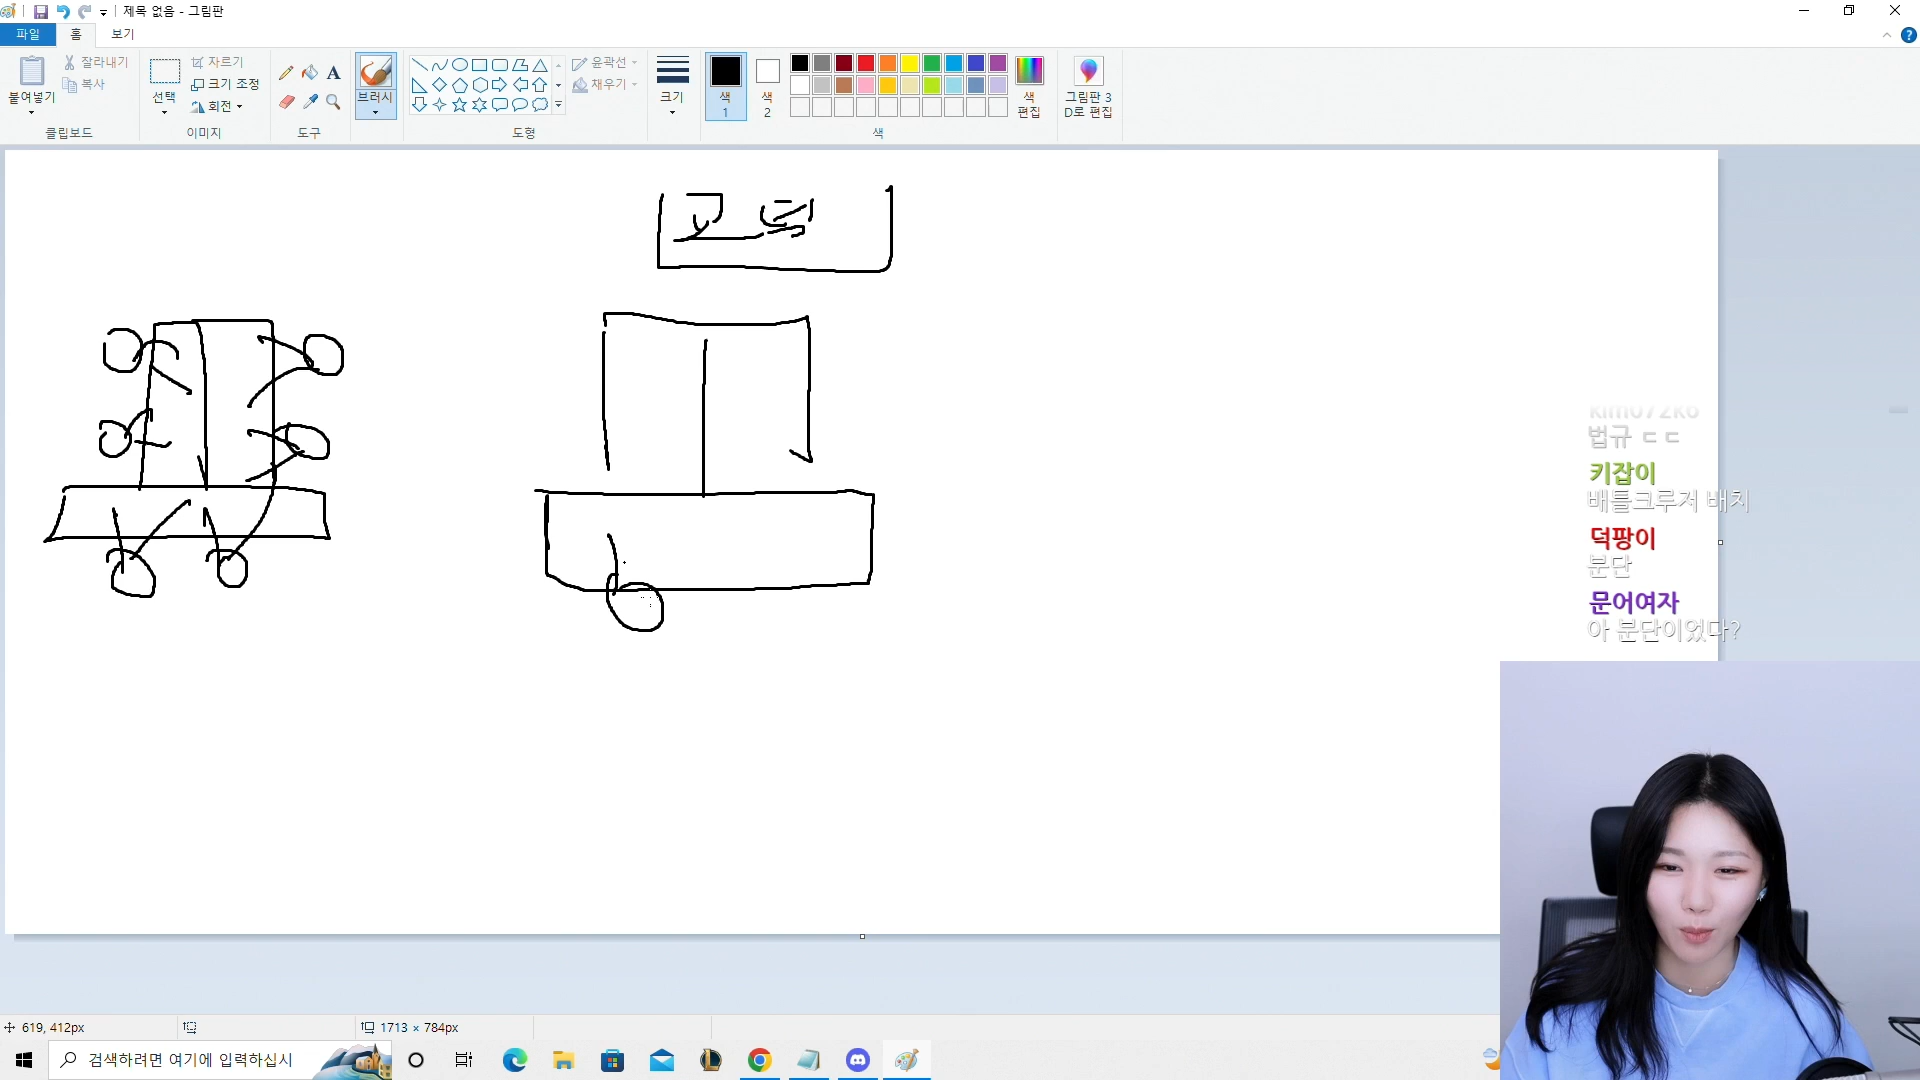 제목 없음 - 그림판
파일 홈 보기
붙여넣기
잘라내기
복사
클립보드
선택
자르기
크기 조정
회전
이미지
A
도구
브러시
윤곽선
채우기
도형
크기
색
1
색
2
색
편집
색
그림판 3
D로 편집
교탁
kim072k6
법규 ㄷㄷ
키잡이
배틀크루져 배치
덕팡이
분단
문어여자
아 분단이었다?
619, 412px
1713 × 784px
검색하려면 여기에 입력하십시